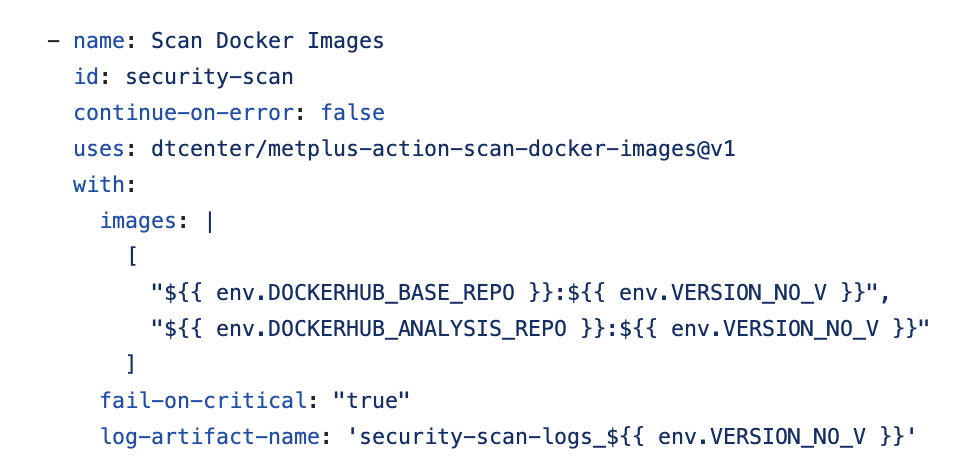 - name: Scan Docker Images
  id: security-scan
  continue-on-error: false
  uses: dtcenter/metplus-action-scan-docker-images@v1
  with:
    images: |
      [
        "${{ env.DOCKERHUB_BASE_REPO }}:${{ env.VERSION_NO_V }}",
        "${{ env.DOCKERHUB_ANALYSIS_REPO }}:${{ env.VERSION_NO_V }}"
      ]
    fail-on-critical: "true"
    log-artifact-name: 'security-scan-logs_${{ env.VERSION_NO_V }}'